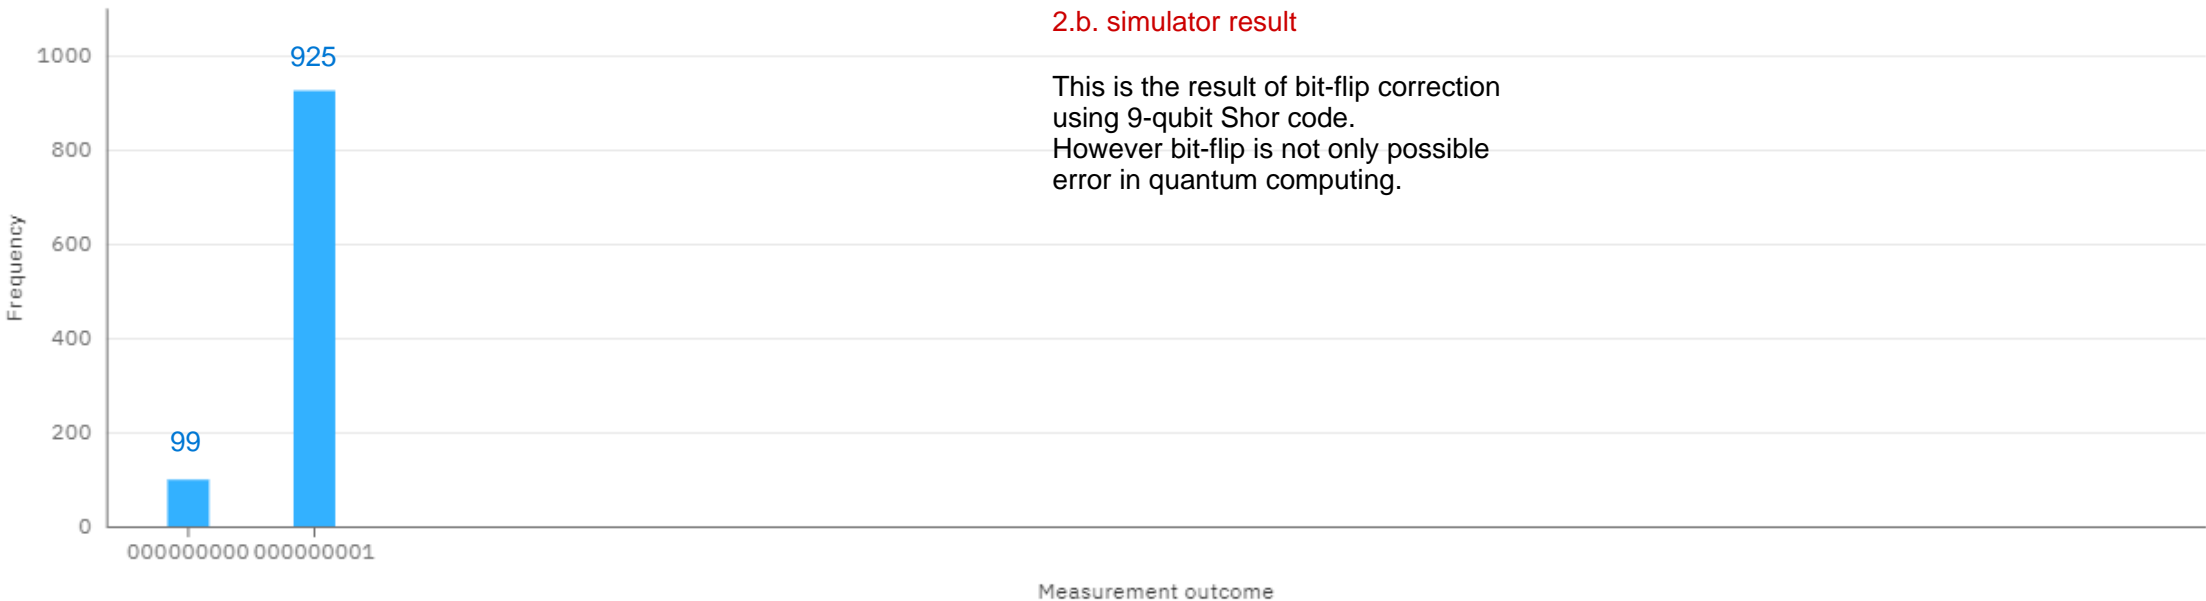 2.b. simulator result
This is the result of bit-flip correction
using 9-qubit Shor code.
However bit-flip is not only possible
error in quantum computing.
Frequency
1000
800
600
400
200
0
925
99
000000000 000000001
Measurement outcome